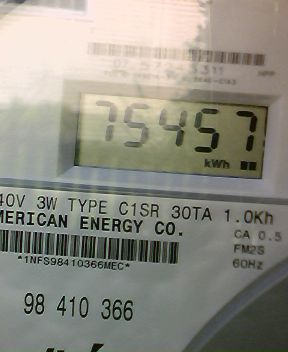 75457
kWh
40V 3W TYPE C1SR 30TA 1.0Kh
MERICAN ENERGY CO.
CA 0.5
FM2S
60Hz
*1NFS98410366MEC*
98 410 366